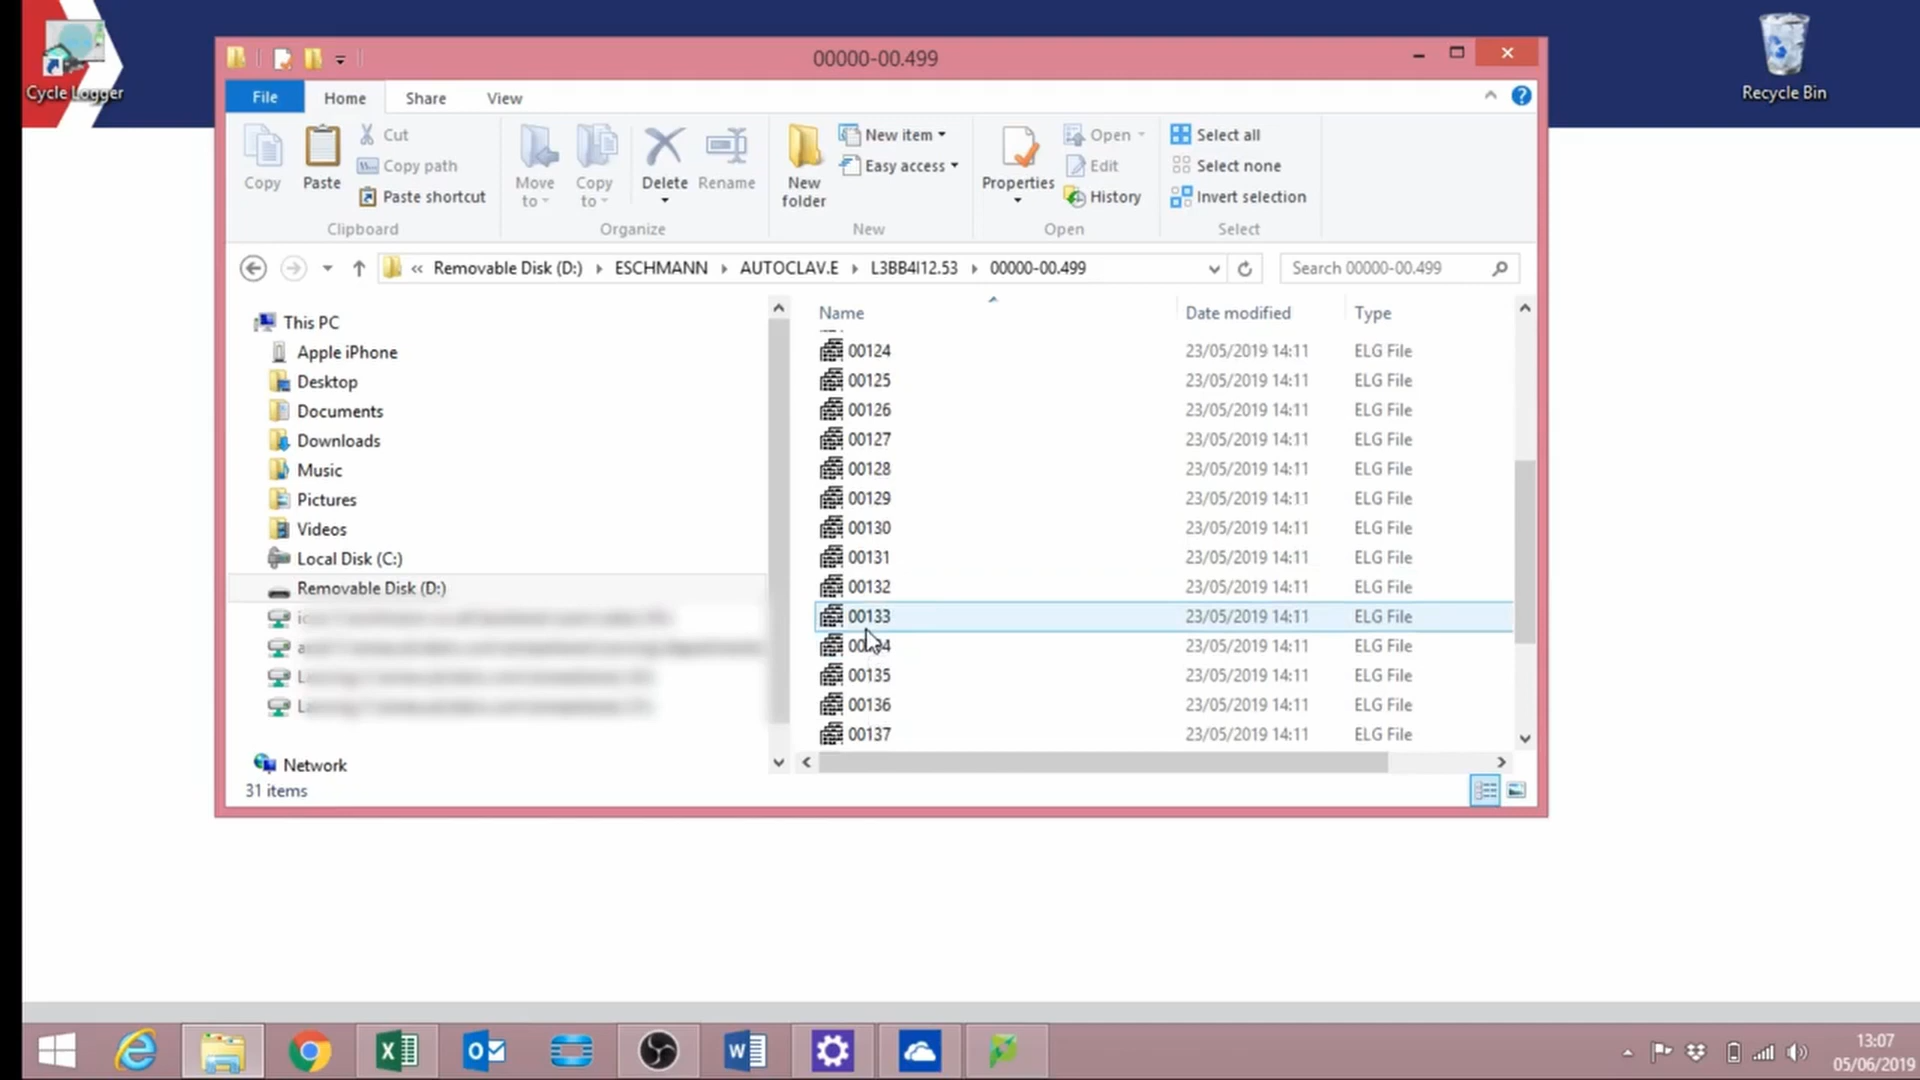 Cycle Logger
Recycle Bin
00000-00.499
File Home Share View
Copy
Paste
Cut
Copy path
Paste shortcut
Clipboard
Move to
Copy to
Delete
Rename
Organize
New folder
New item
Easy access
New
Properties
Open
Edit
History
Open
Select all
Select none
Invert selection
Select
« Removable Disk (D:) ESCHMANN AUTOCLAV.E L3BB4I12.53 00000-00.499
Search 00000-00.499
This PC
Apple iPhone
Desktop
Documents
Downloads
Music
Pictures
Videos
Local Disk (C:)
Removable Disk (D:)
Network
31 items
Name Date modified Type
00124 23/05/2019 14:11 ELG File
00125 23/05/2019 14:11 ELG File
00126 23/05/2019 14:11 ELG File
00127 23/05/2019 14:11 ELG File
00128 23/05/2019 14:11 ELG File
00129 23/05/2019 14:11 ELG File
00130 23/05/2019 14:11 ELG File
00131 23/05/2019 14:11 ELG File
00132 23/05/2019 14:11 ELG File
00133 23/05/2019 14:11 ELG File
23/05/2019 14:11 ELG File
00135 23/05/2019 14:11 ELG File
00136 23/05/2019 14:11 ELG File
00137 23/05/2019 14:11 ELG File
13:07
05/06/2019